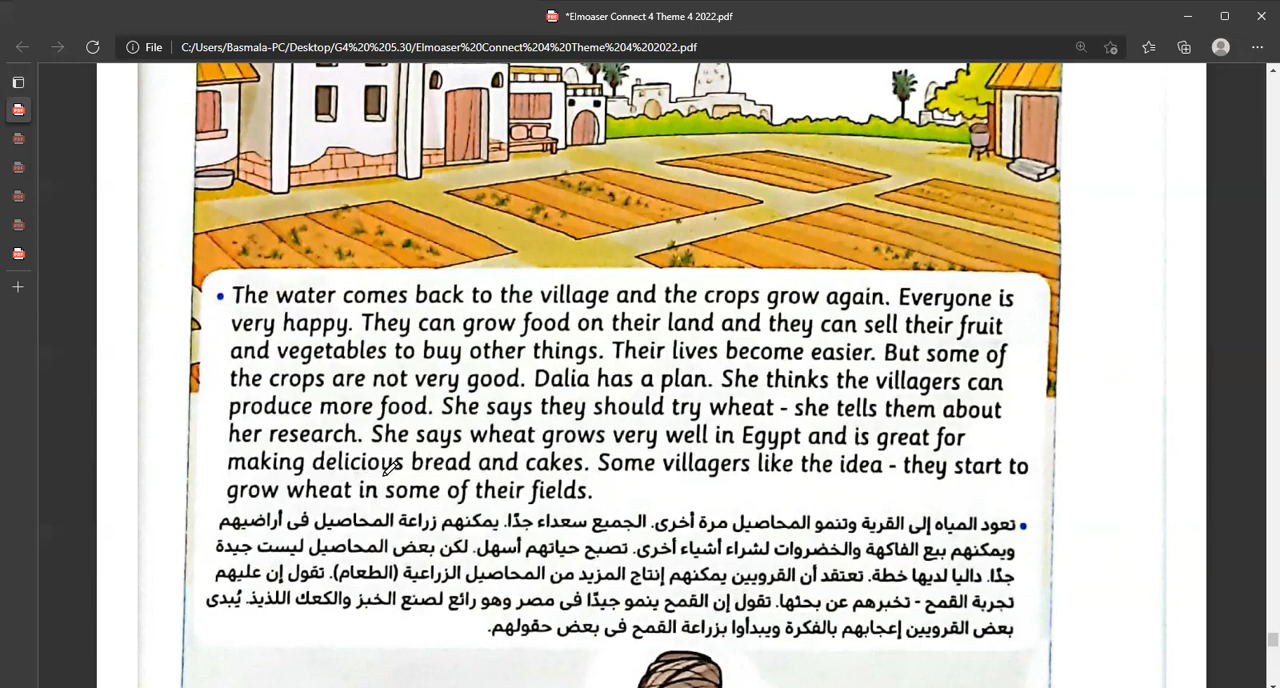 *Elmoaser Connect 4 Theme 4 2022.pdf
File
C:/Users/Basmala-PC/Desktop/G4%20%205.30/Elmoaser%20Connect%204%20Theme%204%202022.pdf
• The water comes back to the village and the crops grow again. Everyone is
very happy. They can grow food on their land and they can sell their fruit
and vegetables to buy other things. Their lives become easier. But some of
the crops are not very good. Dalia has a plan. She thinks the villagers can
produce more food. She says they should try wheat - she tells them about
her research. She says wheat grows very well in Egypt and is great for
making delicious bread and cakes. Some villagers like the idea - they start to
grow wheat in some of their fields.
• تعود المياه إلى القرية وتنمو المحاصيل مرة أخرى. الجميع سعداء جدًا. يمكنهم زراعة المحاصيل فى أراضيهم
ويمكنهم بيع الفاكهة والخضروات لشراء أشياء أخرى. تصبح حياتهم أسهل. لكن بعض المحاصيل ليست جيدة
جدًا. داليا لديها خطة. تعتقد أن القرويين يمكنهم إنتاج المزيد من المحاصيل الزراعية (الطعام). تقول إن عليهم
تجربة القمح - تخبرهم عن بحثها. تقول إن القمح ينمو جيدًا فى مصر وهو رائع لصنع الخبز والكعك اللذيذ. يُبدى
بعض القرويين إعجابهم بالفكرة ويبدأوا بزراعة القمح فى بعض حقولهم.